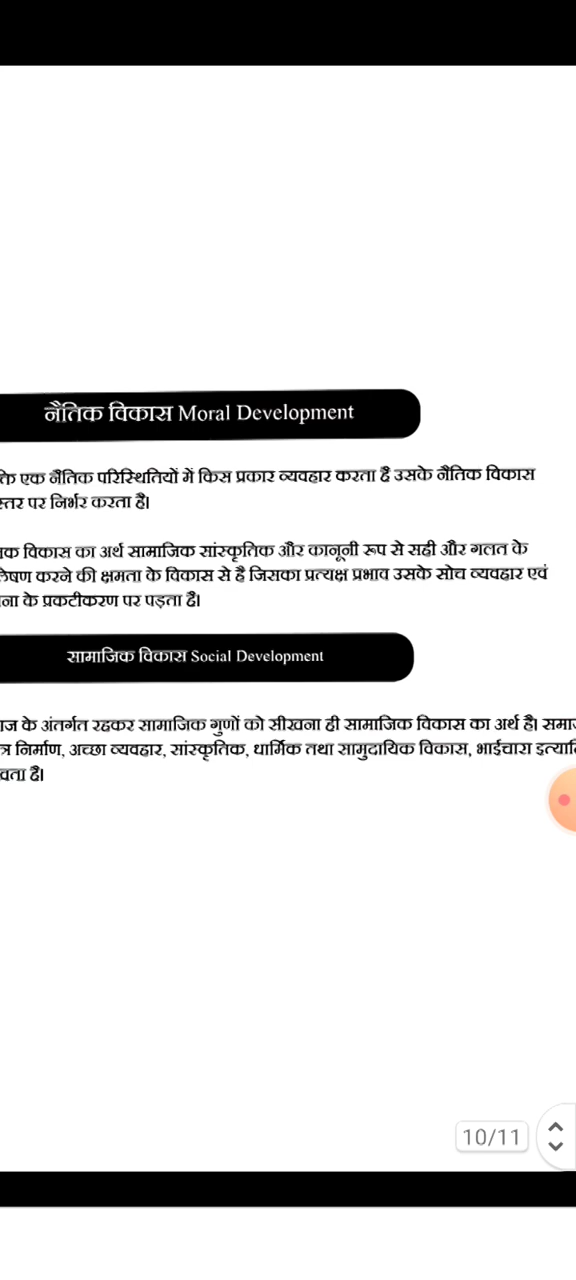 नैतिक विकास Moral Development
क्ति एक नैतिक परिस्थितियों में किस प्रकार व्यवहार करता है उसके नैतिक विकास
स्तर पर निर्भर करता है।
तक विकास का अर्थ सामाजिक सांस्कृतिक और कानूनी रूप से सही और गलत के
लेषण करने की क्षमता के विकास से है जिसका प्रत्यक्ष प्रभाव उसके सोच व्यवहार एवं
ना के प्रकटीकरण पर पड़ता है।
सामाजिक विकास Social Development
ाज के अंतर्गत रहकर सामाजिक गुणों को सीखना ही सामाजिक विकास का अर्थ है। समाज
त्र निर्माण, अच्छा व्यवहार, सांस्कृतिक, धार्मिक तथा सामुदायिक विकास, भाईचारा इत्यादि
खता है।
10/11